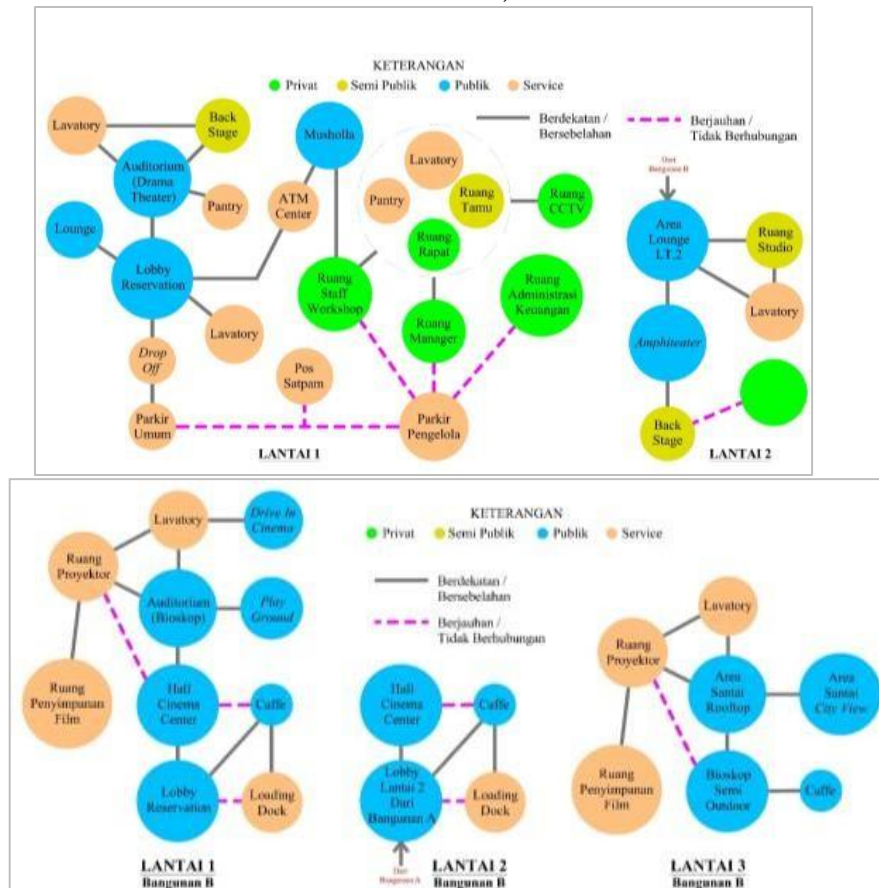 KETERANGAN
Privat
Semi Publik
Publik
Service
Berdekatan /
Bersebelahan
Berjauhan /
Tidak Berhubungan
Lavatory
Back
Stage
Auditorium
(Drama
Theater)
Pantry
Lounge
Lobby
Reservation
Lavatory
Drop
Off
Parkir
Umum
Musholla
ATM
Center
Lavatory
Pantry
Ruang
Tamu
Ruang
Rapat
Ruang
CCTV
Ruang
Staff
Workshop
Ruang
Manager
Ruang
Administrasi
Keuangan
Pos
Satpam
Parkir
Pengelola
LANTAI 1
Dari
Bangunan B
Area
Lounge
LT.2
Ruang
Studio
Lavatory
Amphiteater
Back
Stage
LANTAI 2
Lavatory
Drive In
Cinema
Ruang
Proyektor
Auditorium
(Bioskop)
Play
Ground
Ruang
Penyimpanan
Film
Hall
Cinema
Center
Caffe
Lobby
Reservation
Loading
Dock
LANTAI 1
Bangunan B
KETERANGAN
Privat
Semi Publik
Publik
Service
Berdekatan /
Bersebelahan
Berjauhan /
Tidak Berhubungan
Hall
Cinema
Center
Caffe
Lobby
Lantai 2
Dari
Bangunan A
Loading
Dock
Dari
Bangunan A
LANTAI 2
Bangunan B
Lavatory
Ruang
Proyektor
Area
Santai
Rooftop
Area
Santai
City View
Ruang
Penyimpanan
Film
Bioskop
Semi
Outdoor
Caffe
LANTAI 3
Bangunan B